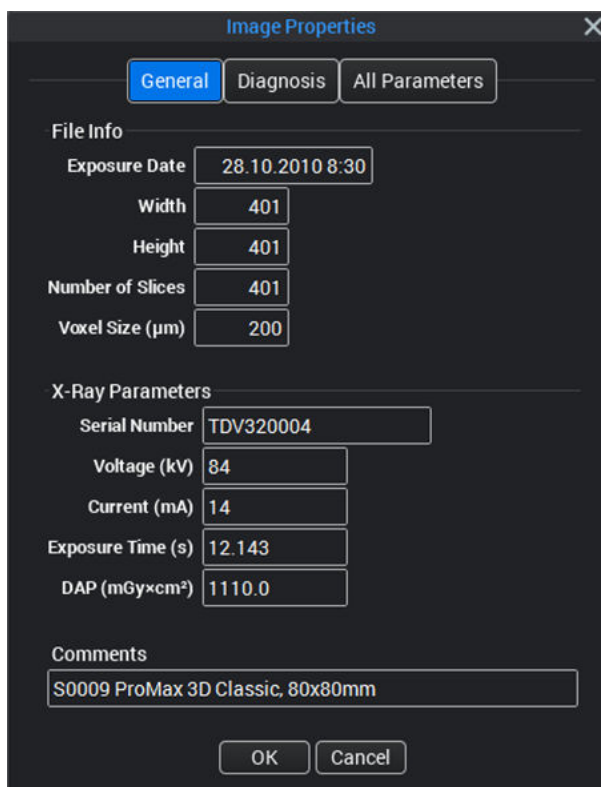 Image Properties
General Diagnosis All Parameters
File Info
Exposure Date 28.10.2010 8:30
Width 401
Height 401
Number of Slices 401
Voxel Size (µm) 200
X-Ray Parameters
Serial Number TDV320004
Voltage (kV) 84
Current (mA) 14
Exposure Time (s) 12.143
DAP (mGy×cm²) 1110.0
Comments
S0009 ProMax 3D Classic, 80x80mm
OK Cancel